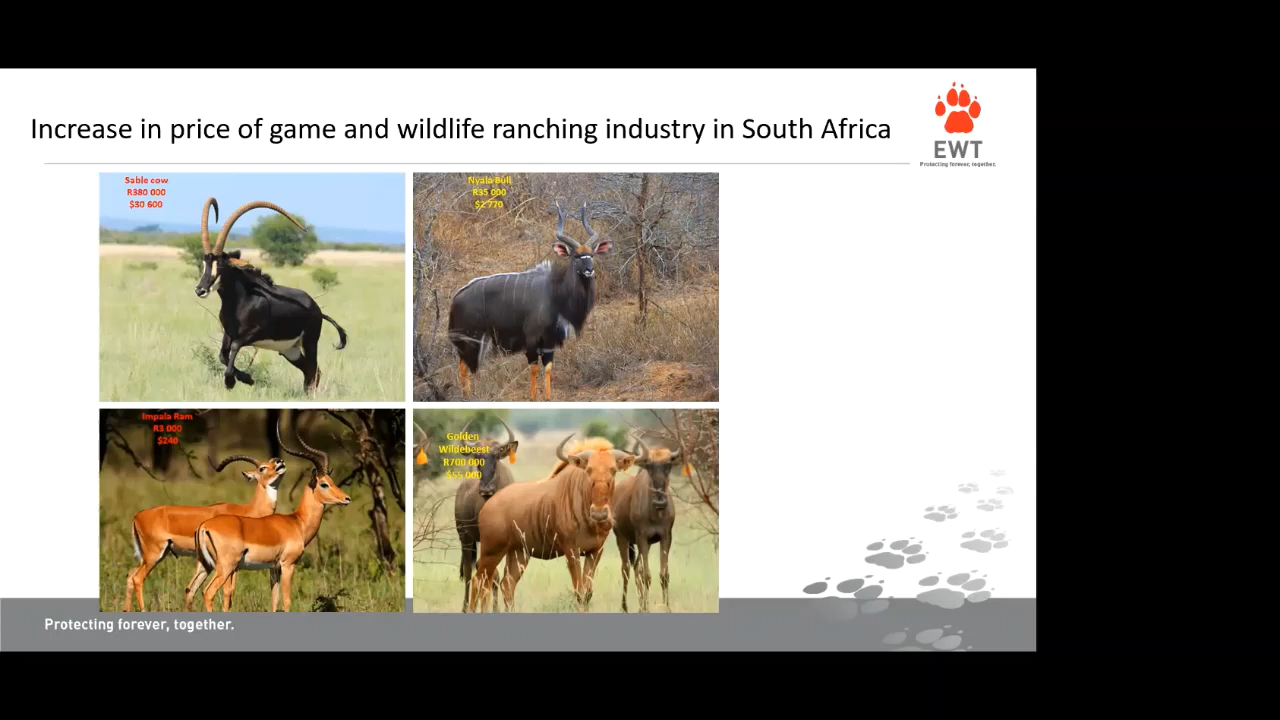 Increase in price of game and wildlife ranching industry in South Africa
EWT
Protecting forever, together.
Sable cow
R380 000
$30 600
Nyala Bull
R35 000
$2 770
Impala Ram
R3 000
$240
Golden
Wildebeest
R700 000
$55 000
Protecting forever, together.